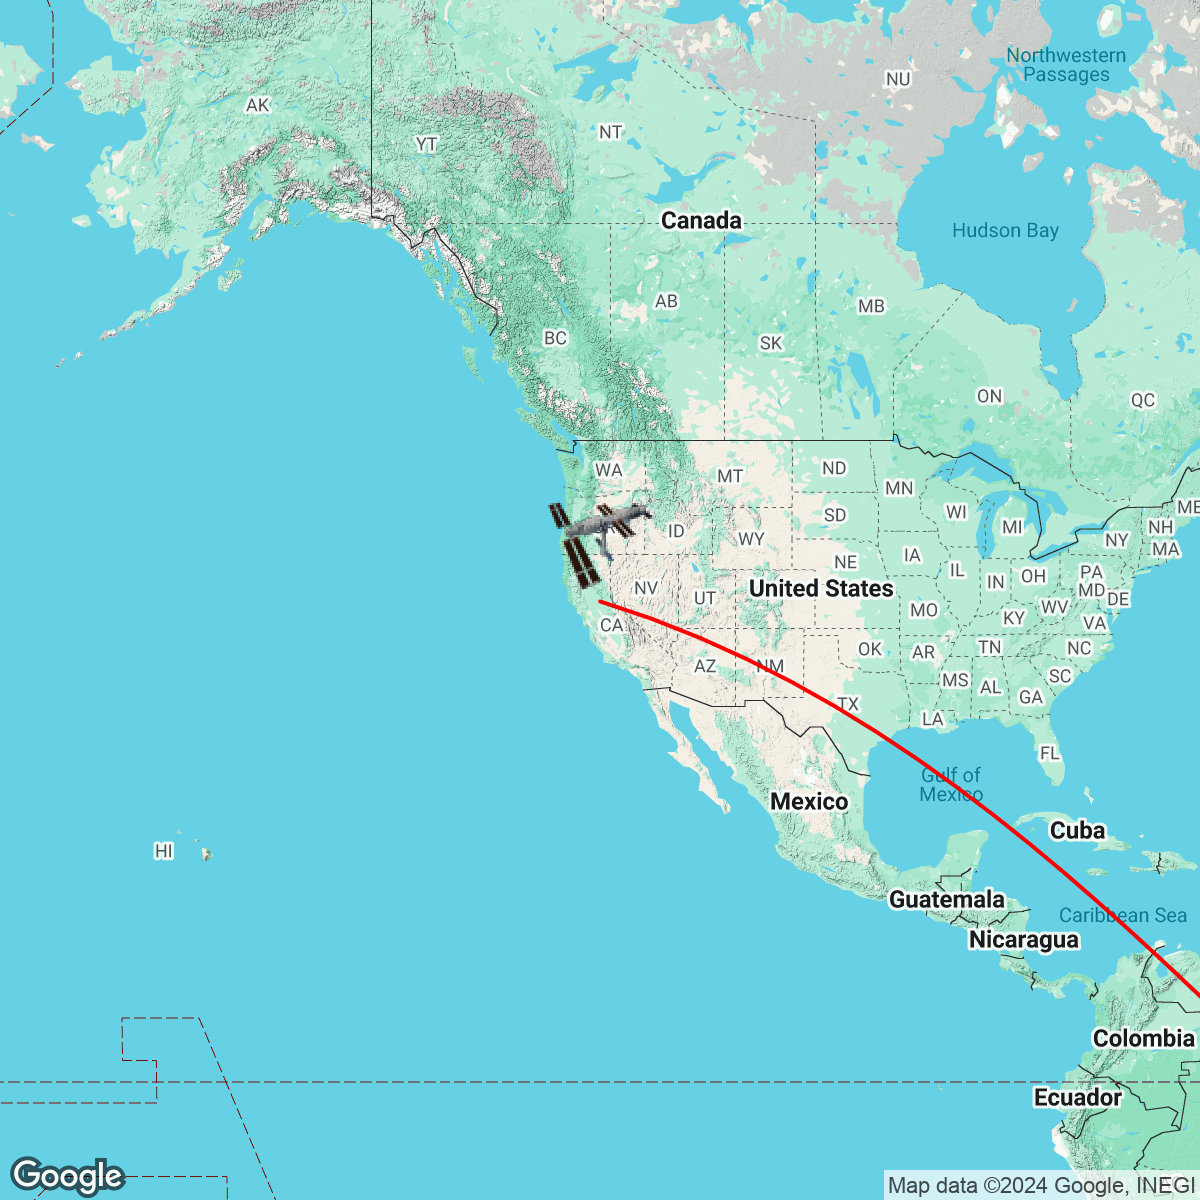 Northwestern
Passages
NU
AK
NT
YT
Canada
Hudson Bay
AB
MB
BC
SK
ON
QC
WA
ND
MT
MN
ME
WI
SD
MI
NH
ID
WY
NY
MA
IA
NE
IL
IN
OH
PA
NV
United States
UT
MD
DE
MO
WV
KY
CA
VA
OK
AR
TN
NC
AZ
NM
MS
AL
SC
GA
TX
LA
FL
Gulf of
Mexico
Mexico
Cuba
HI
Guatemala
Caribbean Sea
Nicaragua
Colombia
Ecuador
Google
Map data ©2024 Google, INEGI